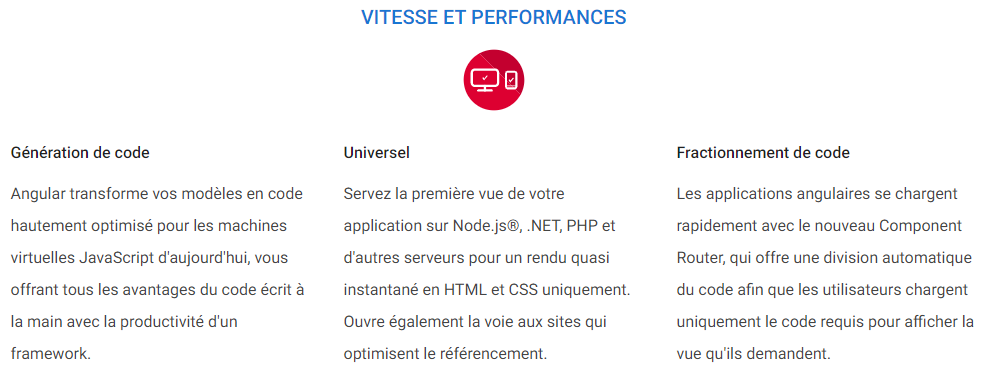 VITESSE ET PERFORMANCES
Génération de code
Angular transforme vos modèles en code
hautement optimisé pour les machines
virtuelles JavaScript d'aujourd'hui, vous
offrant tous les avantages du code écrit à
la main avec la productivité d'un
framework.
Universel
Servez la première vue de votre
application sur Node.js®, .NET, PHP et
d'autres serveurs pour un rendu quasi
instantané en HTML et CSS uniquement.
Ouvre également la voie aux sites qui
optimisent le référencement.
Fractionnement de code
Les applications angulaires se chargent
rapidement avec le nouveau Component
Router, qui offre une division automatique
du code afin que les utilisateurs chargent
uniquement le code requis pour afficher la
vue qu'ils demandent.